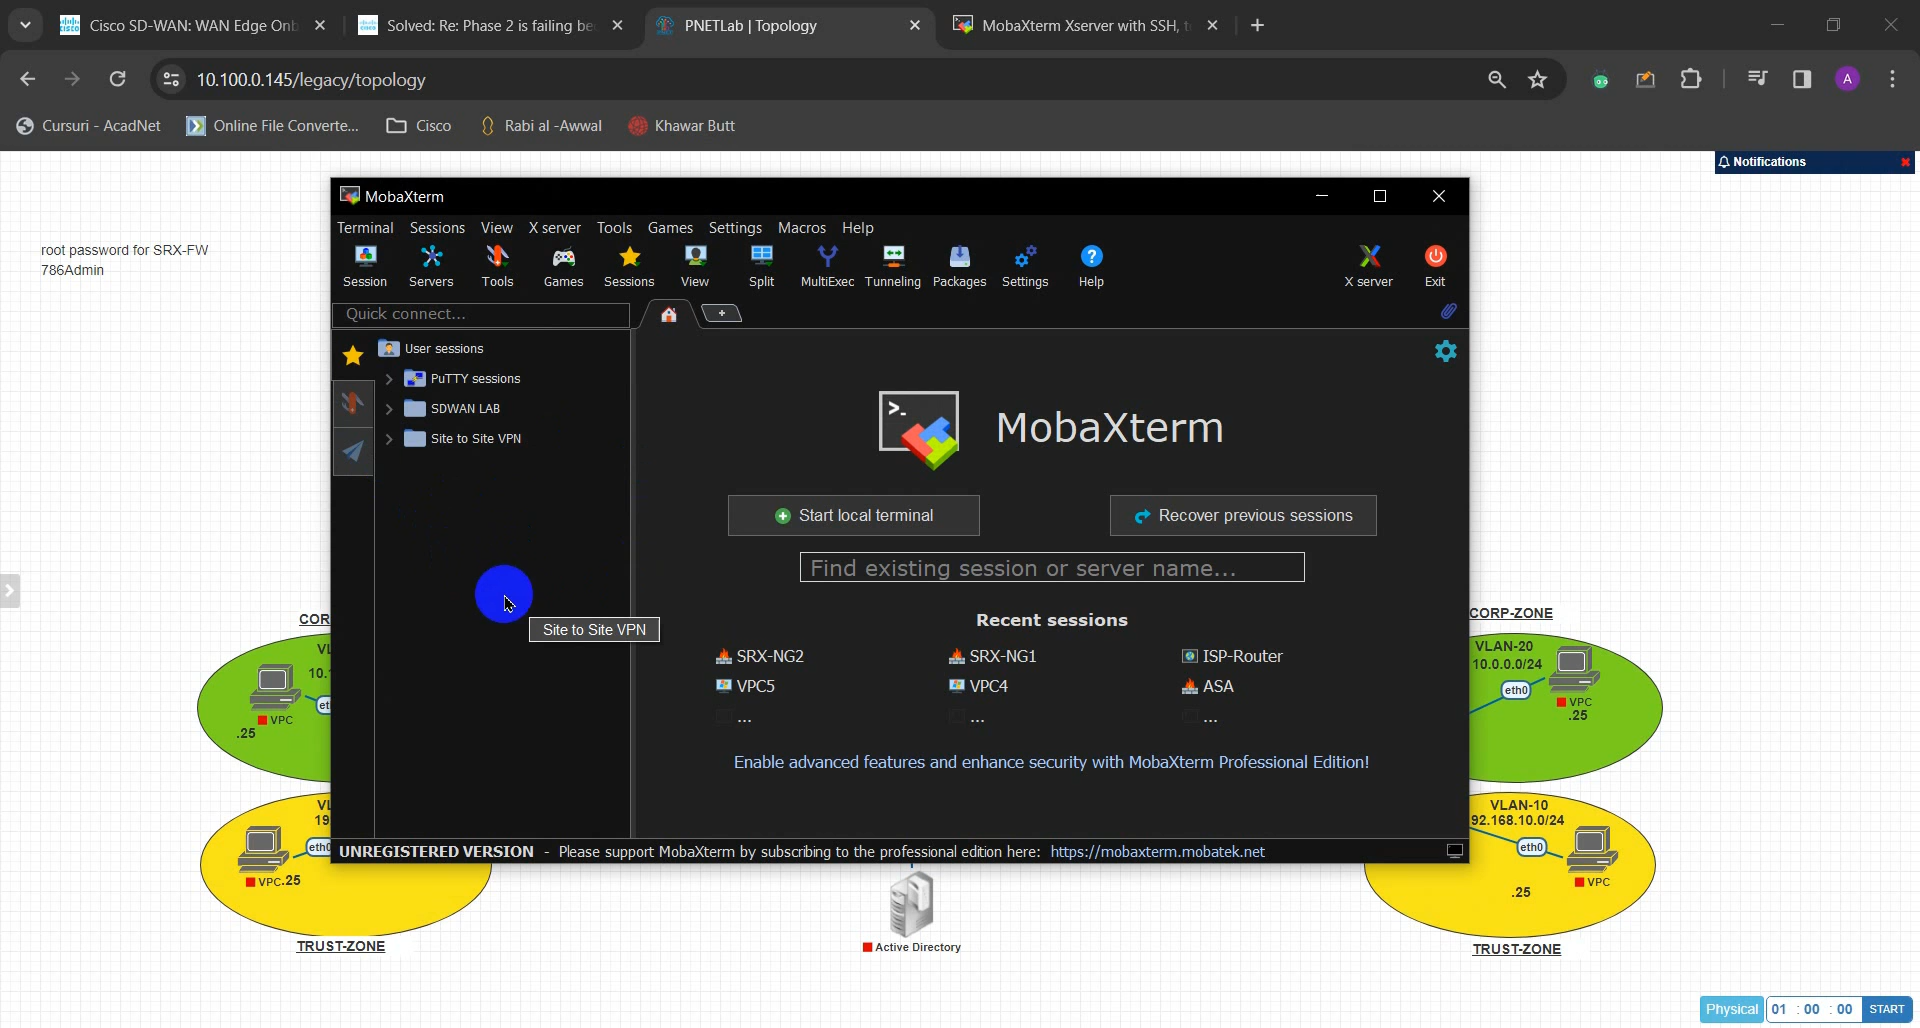 Cisco SD-WAN: WAN Edge Onb
Solved: Re: Phase 2 is failing be
PNETLab | Topology
MobaXterm Xserver with SSH, t
10.100.0.145/legacy/topology
A
Cursuri - AcadNet
Online File Converte...
Cisco
Rabi al -Awwal
Khawar Butt
Notifications
root password for SRX-FW
786Admin
MobaXterm
Terminal Sessions View X server Tools Games Settings Macros Help
Session Servers Tools Games Sessions View Split MultiExec Tunneling Packages Settings Help X server Exit
Quick connect...
User sessions
PuTTY sessions
SDWAN LAB
Site to Site VPN
Site to Site VPN
MobaXterm
Start local terminal
Recover previous sessions
Find existing session or server name...
Recent sessions
SRX-NG2 SRX-NG1 ISP-Router
VPC5 VPC4 ASA
... ... ...
Enable advanced features and enhance security with MobaXterm Professional Edition!
UNREGISTERED VERSION - Please support MobaXterm by subscribing to the professional edition here: https://mobaxterm.mobatek.net
COR
VL
10.
et
VPC
.25
VL
19
eth0
VPC.25
TRUST-ZONE
Active Directory
CORP-ZONE
VLAN-20
10.0.0.0/24
eth0
VPC
.25
VLAN-10
92.168.10.0/24
eth0
VPC
.25
TRUST-ZONE
Physical 01 : 00 : 00 START